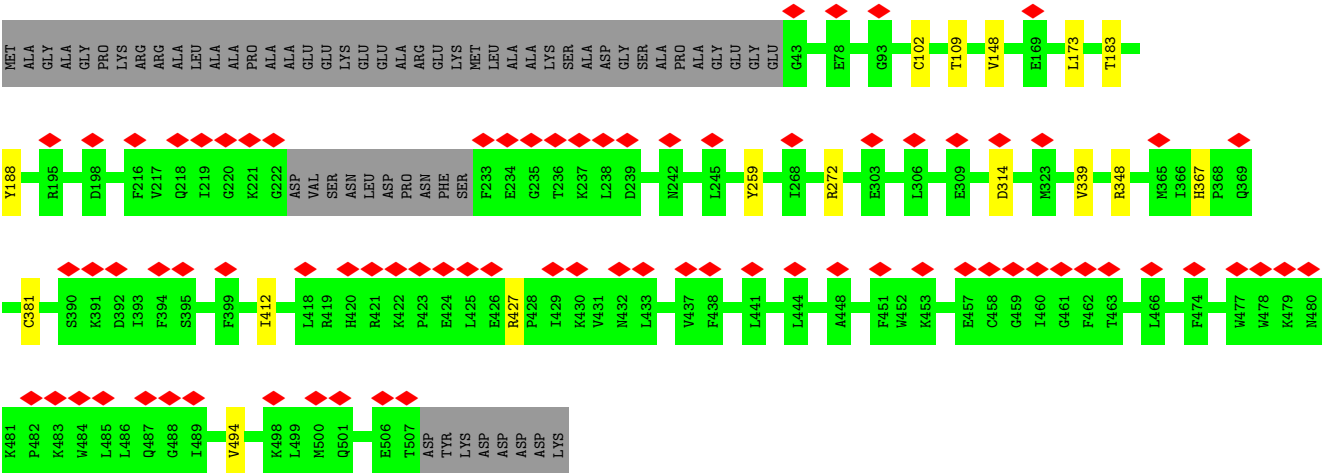 MET ALA GLY ALA GLY PRO LYS ARG ARG ALA LEU ALA ALA PRO ALA ALA GLU GLU LYS GLU GLU ALA ARG GLU LYS MET LEU ALA ALA LYS SER ALA ASP GLY SER ALA PRO ALA GLY GLU GLY GLU G43 E78 G93 C102 T109 V148 E169 L173 T183
Y188 R195 D198 F216 V217 Q218 I219 G220 K221 G222 ASP VAL SER ASN LEU ASP PRO ASN PHE SER F233 E234 G235 T236 K237 L238 D239 N242 L245 Y259 I268 R272 E303 L306 E309 D314 M323 V339 R348 M365 I366 H367 P368 Q369
C381 S390 K391 D392 I393 F394 S395 F399 I412 L418 R419 H420 R421 K422 P423 E424 L425 E426 R427 P428 I429 K430 V431 N432 L433 V437 F438 L441 L444 A448 F451 W452 K453 E457 C458 G459 I460 G461 F462 T463 L466 F474 W477 W478 K479 N480
K481 P482 K483 W484 L485 L486 Q487 G488 I489 V494 K498 L499 M500 Q501 E506 T507 ASP TYR LYS ASP ASP ASP ASP LYS